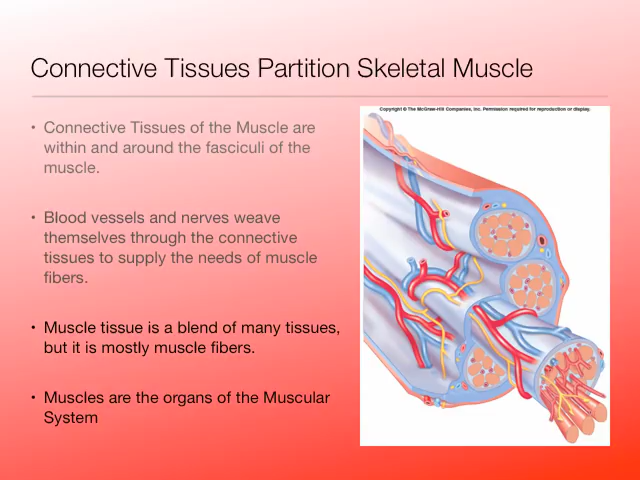 Connective Tissues Partition Skeletal Muscle
• Connective Tissues of the Muscle are
within and around the fasciculi of the
muscle.
• Blood vessels and nerves weave
themselves through the connective
tissues to supply the needs of muscle
fibers.
• Muscle tissue is a blend of many tissues,
but it is mostly muscle fibers.
• Muscles are the organs of the Muscular
System
Copyright © The McGraw-Hill Companies, Inc. Permission required for reproduction or display.